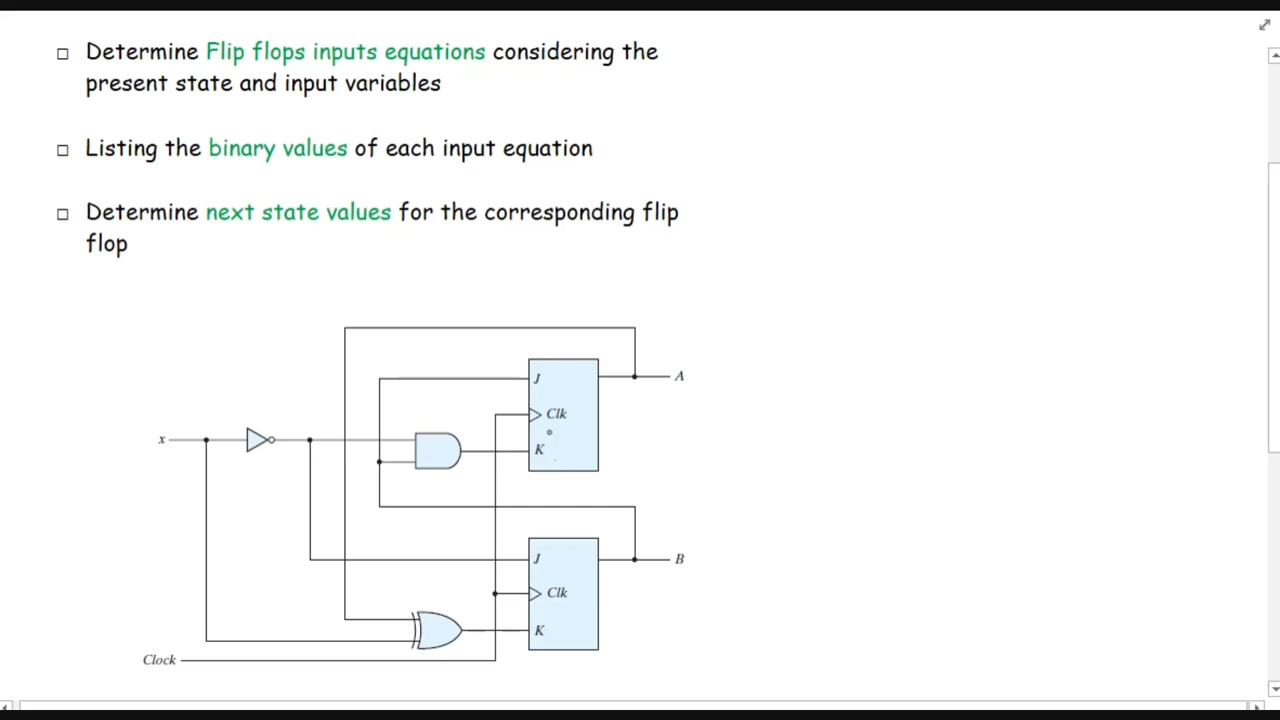 Determine Flip flops inputs equations considering the
present state and input variables
Listing the binary values of each input equation
Determine next state values for the corresponding flip
flop
J
A
Clk
x
K
J
B
Clk
K
Clock